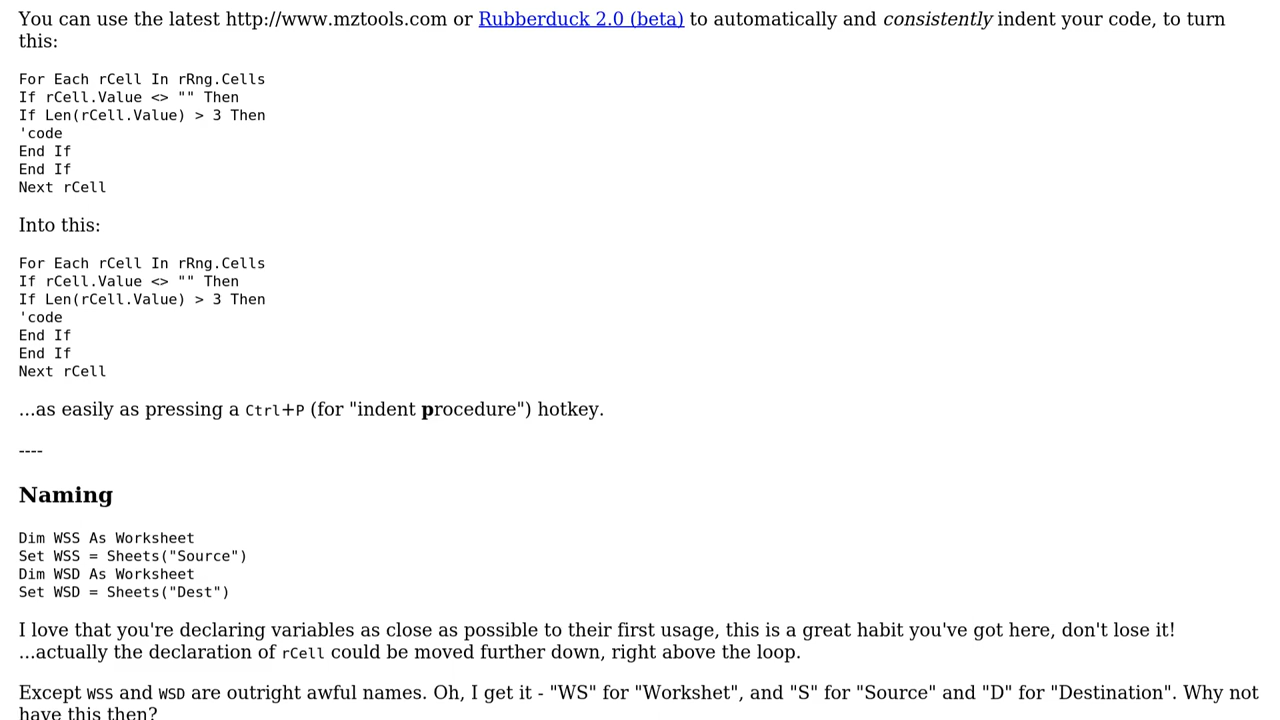 You can use the latest http://www.mztools.com or Rubberduck 2.0 (beta) to automatically and consistently indent your code, to turn
this:
For Each rCell In rRng.Cells
If rCell.Value <> "" Then
If Len(rCell.Value) > 3 Then
'code
End If
End If
Next rCell
Into this:
For Each rCell In rRng.Cells
If rCell.Value <> "" Then
If Len(rCell.Value) > 3 Then
'code
End If
End If
Next rCell
...as easily as pressing a Ctrl+P (for "indent procedure") hotkey.
----
Naming
Dim WSS As Worksheet
Set WSS = Sheets("Source")
Dim WSD As Worksheet
Set WSD = Sheets("Dest")
I love that you're declaring variables as close as possible to their first usage, this is a great habit you've got here, don't lose it!
...actually the declaration of rCell could be moved further down, right above the loop.
Except WSS and WSD are outright awful names. Oh, I get it - "WS" for "Workshet", and "S" for "Source" and "D" for "Destination". Why not
have this then?